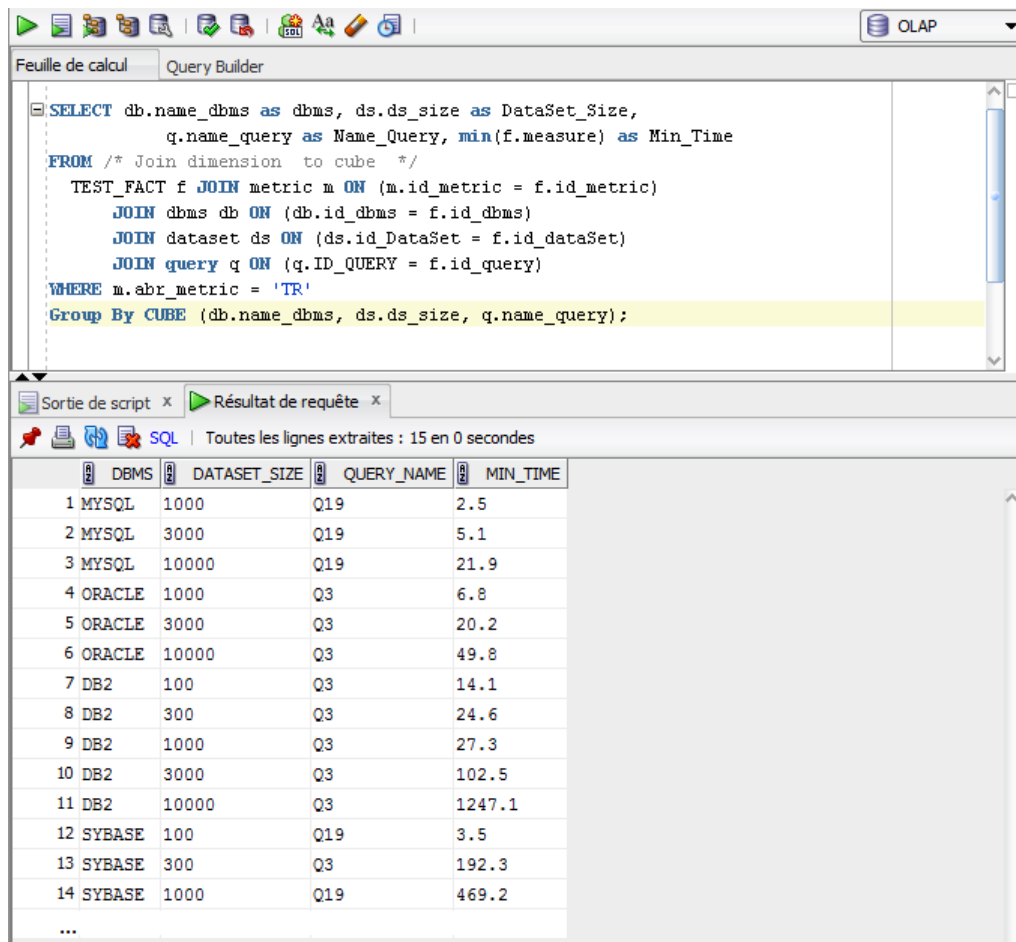 SQL Aa OLAP
Feuille de calcul Query Builder
SELECT db.name_dbms as dbms, ds.ds_size as DataSet_Size,
q.name_query as Name_Query, min(f.measure) as Min_Time
FROM /* Join dimension to cube */
TEST_FACT f JOIN metric m ON (m.id_metric = f.id_metric)
JOIN dbms db ON (db.id_dbms = f.id_dbms)
JOIN dataset ds ON (ds.id_DataSet = f.id_dataSet)
JOIN query q ON (q.ID_QUERY = f.id_query)
WHERE m.abr_metric = 'TR'
Group By CUBE (db.name_dbms, ds.ds_size, q.name_query);
Sortie de script x Résultat de requête x
SQL | Toutes les lignes extraites : 15 en 0 secondes
DBMS DATASET_SIZE QUERY_NAME MIN_TIME
1 MYSQL 1000 Q19 2.5
2 MYSQL 3000 Q19 5.1
3 MYSQL 10000 Q19 21.9
4 ORACLE 1000 Q3 6.8
5 ORACLE 3000 Q3 20.2
6 ORACLE 10000 Q3 49.8
7 DB2 100 Q3 14.1
8 DB2 300 Q3 24.6
9 DB2 1000 Q3 27.3
10 DB2 3000 Q3 102.5
11 DB2 10000 Q3 1247.1
12 SYBASE 100 Q19 3.5
13 SYBASE 300 Q3 192.3
14 SYBASE 1000 Q19 469.2
...